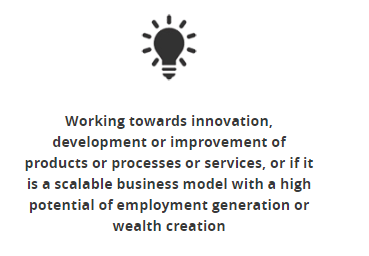 Working towards innovation,
development or improvement of
products or processes or services, or if it
is a scalable business model with a high
potential of employment generation or
wealth creation